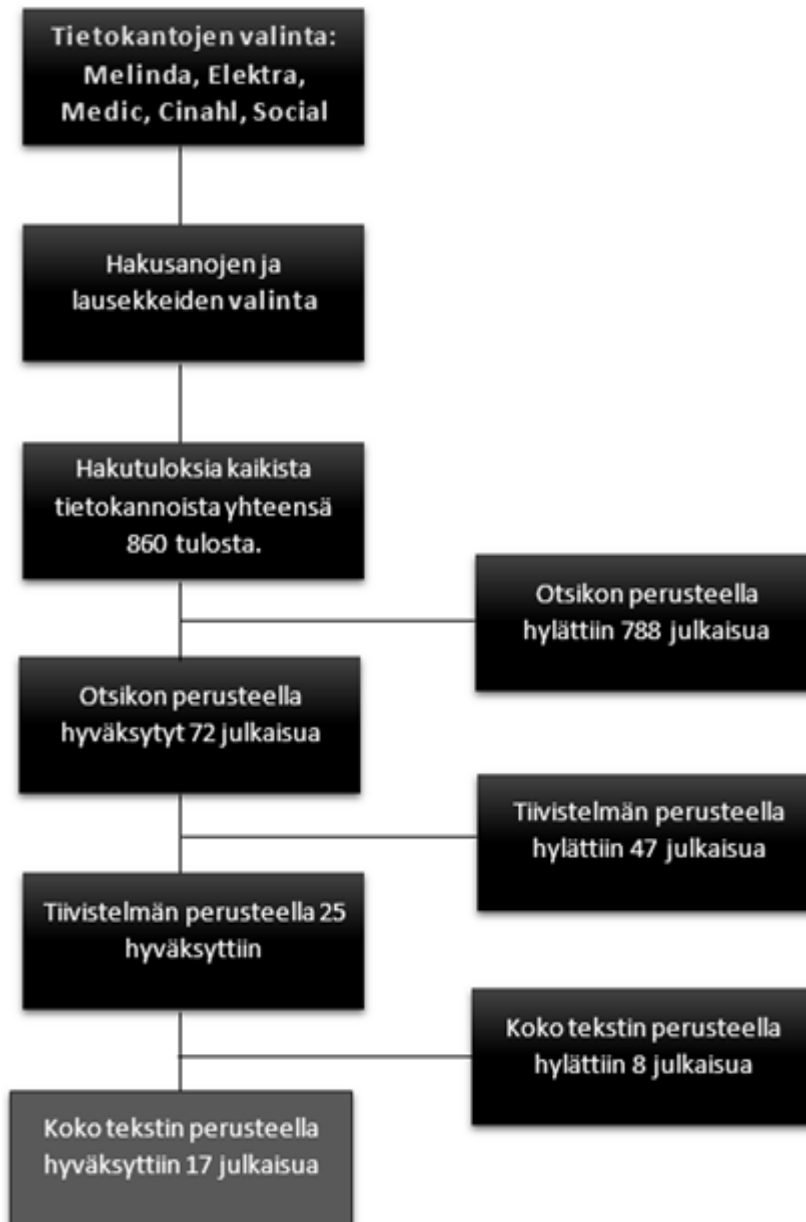 Tietokantojen valinta:
Melinda, Elektra,
Medic, Cinahl, Social
Hakusanojen ja
lausekkeiden valinta
Hakutuloksia kaikista
tietokannoista yhteensä
860 tulosta.
Otsikon perusteella
hylättiin 788 julkaisua
Otsikon perusteella
hyväksytyt 72 julkaisua
Tiivistelmän perusteella
hylättiin 47 julkaisua
Tiivistelmän perusteella 25
hyväksyttiin
Koko tekstin perusteella
hylättiin 8 julkaisua
Koko tekstin perusteella
hyväksyttiin 17 julkaisua